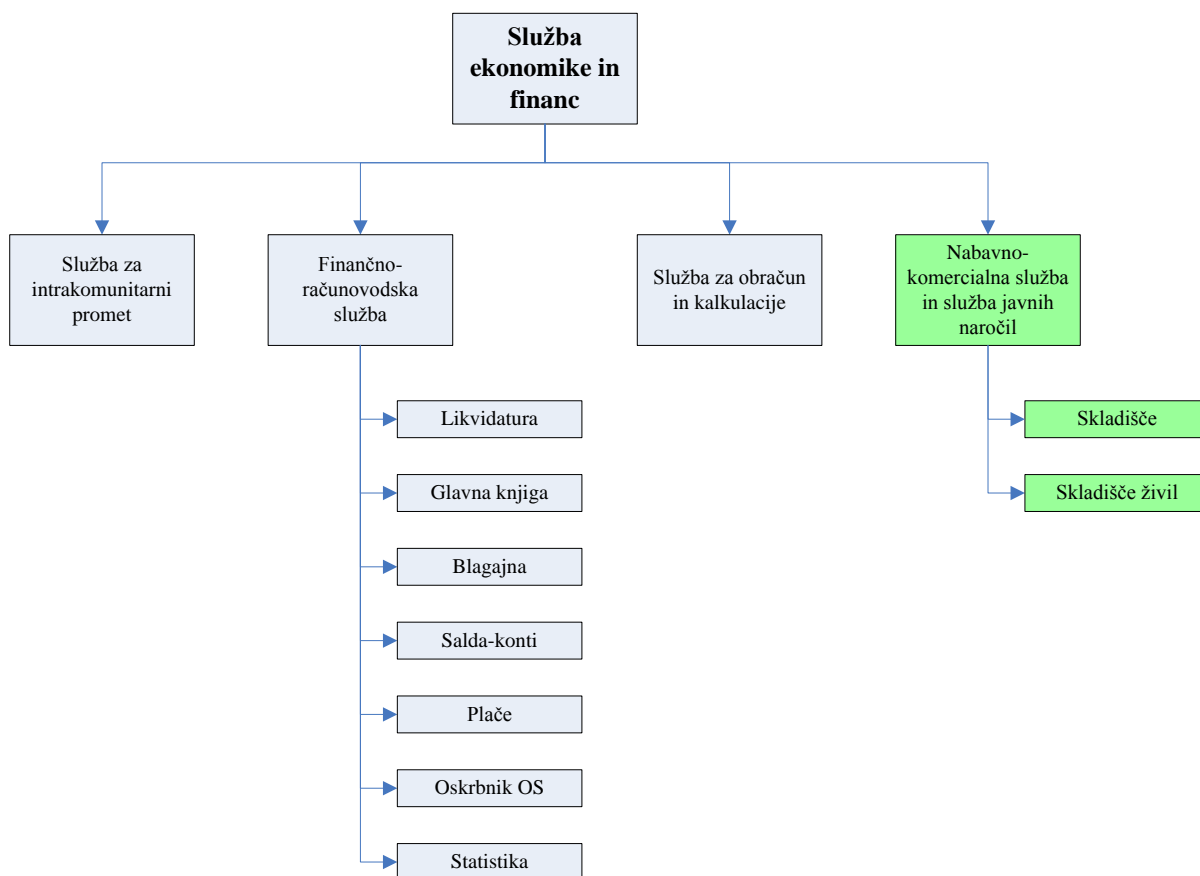 Služba
ekonomike in
financ
Služba za
intrakomunitarni
promet
Finančno-
računovodska
služba
Služba za obračun
in kalkulacije
Nabavno-
komercialna služba
in služba javnih
naročil
Likvidatura
Glavna knjiga
Blagajna
Salda-konti
Plače
Oskrbnik OS
Statistika
Skladišče
Skladišče živil